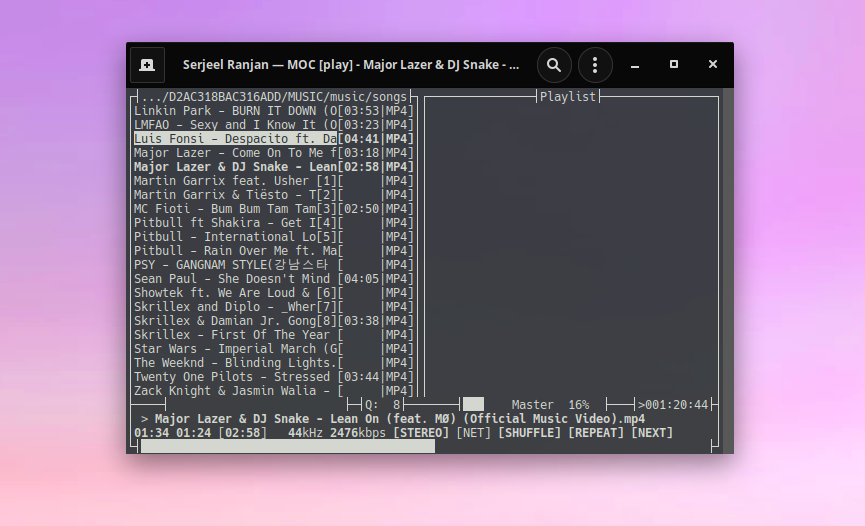 Serjeel Ranjan — MOC [play] - Major Lazer & DJ Snake - ...
.../D2AC318BAC316ADD/MUSIC/music/songs
Playlist
Linkin Park - BURN IT DOWN (O[03:53|MP4]
LMFAO - Sexy and I Know It (O[03:23|MP4]
Luis Fonsi - Despacito ft. Da[04:41|MP4]
Major Lazer - Come On To Me f[03:18|MP4]
Major Lazer & DJ Snake - Lean[02:58|MP4]
Martin Garrix feat. Usher [1][     |MP4]
Martin Garrix & Tiësto - T[2][     |MP4]
MC Fioti - Bum Bum Tam Tam[3][02:50|MP4]
Pitbull ft Shakira - Get I[4][     |MP4]
Pitbull - International Lo[5][     |MP4]
Pitbull - Rain Over Me ft. Ma[     |MP4]
PSY - GANGNAM STYLE(강남스타 [     |MP4]
Sean Paul - She Doesn't Mind [04:05|MP4]
Showtek ft. We Are Loud & [6][     |MP4]
Skrillex and Diplo - _Wher[7][     |MP4]
Skrillex & Damian Jr. Gong[8][03:38|MP4]
Skrillex - First Of The Year [     |MP4]
Star Wars - Imperial March (G[     |MP4]
The Weeknd - Blinding Lights.[     |MP4]
Twenty One Pilots - Stressed [03:44|MP4]
Zack Knight & Jasmin Walia - [     |MP4]
Q: 8 Master 16% >001:20:44
> Major Lazer & DJ Snake - Lean On (feat. MØ) (Official Music Video).mp4
01:34 01:24 [02:58] 44kHz 2476kbps [STEREO] [NET] [SHUFFLE] [REPEAT] [NEXT]